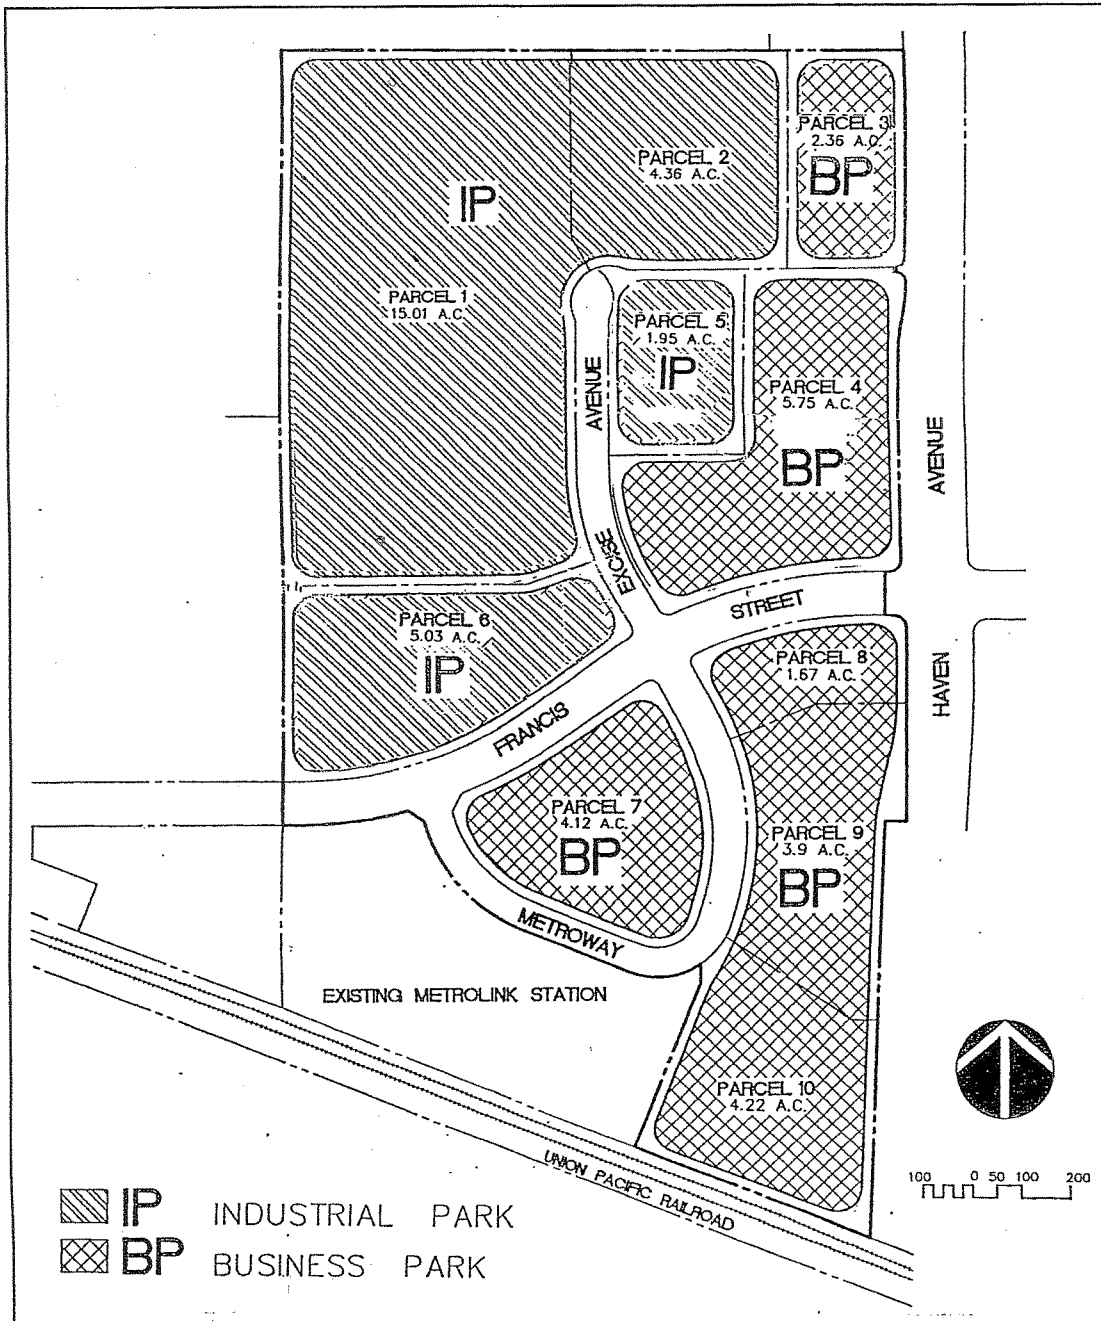 PARCEL 3
2.36 A.C.
BP
PARCEL 2
4.36 A.C.
IP
PARCEL 1
15.01 A.C.
PARCEL 5
1.95 A.C.
IP
PARCEL 4
5.75 A.C.
BP
EXCISE AVENUE
HAVEN AVENUE
PARCEL 6
5.03 A.C.
IP
FRANCIS STREET
PARCEL 8
1.67 A.C.
PARCEL 7
4.12 A.C.
BP
PARCEL 9
3.9 A.C.
BP
METROWAY
EXISTING METROLINK STATION
PARCEL 10
4.22 A.C.
UNION PACIFIC RAILROAD
100 0 50 100 200
IP INDUSTRIAL PARK
BP BUSINESS PARK